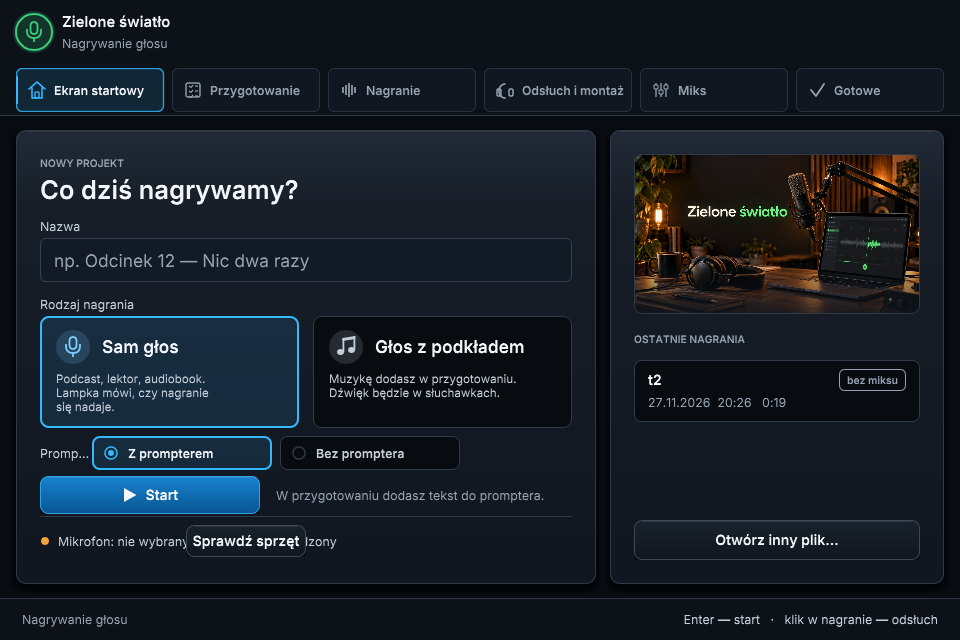 Zielone światło
Nagrywanie głosu
Ekran startowy
Przygotowanie
Nagranie
Odsłuch i montaż
Miks
Gotowe
NOWY PROJEKT
Co dziś nagrywamy?
Nazwa
np. Odcinek 12 — Nic dwa razy
Rodzaj nagrania
Sam głos
Podcast, lektor, audiobook.
Lampka mówi, czy nagranie
się nadaje.
Głos z podkładem
Muzykę dodasz w przygotowaniu.
Dźwięk będzie w słuchawkach.
Promp...
Z prompterem
Bez promptera
Start
W przygotowaniu dodasz tekst do promptera.
Mikrofon: nie wybrany
Sprawdź sprzęt
dzony
Zielone światło
OSTATNIE NAGRANIA
t2
bez miksu
27.11.2026 20:26 0:19
Otwórz inny plik...
Nagrywanie głosu
Enter — start · klik w nagranie — odsłuch